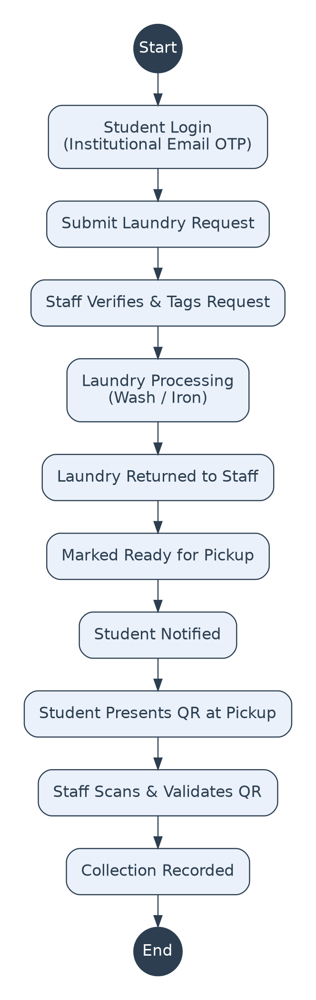 Start
Student Login
(Institutional Email OTP)
Submit Laundry Request
Staff Verifies & Tags Request
Laundry Processing
(Wash / Iron)
Laundry Returned to Staff
Marked Ready for Pickup
Student Notified
Student Presents QR at Pickup
Staff Scans & Validates QR
Collection Recorded
End